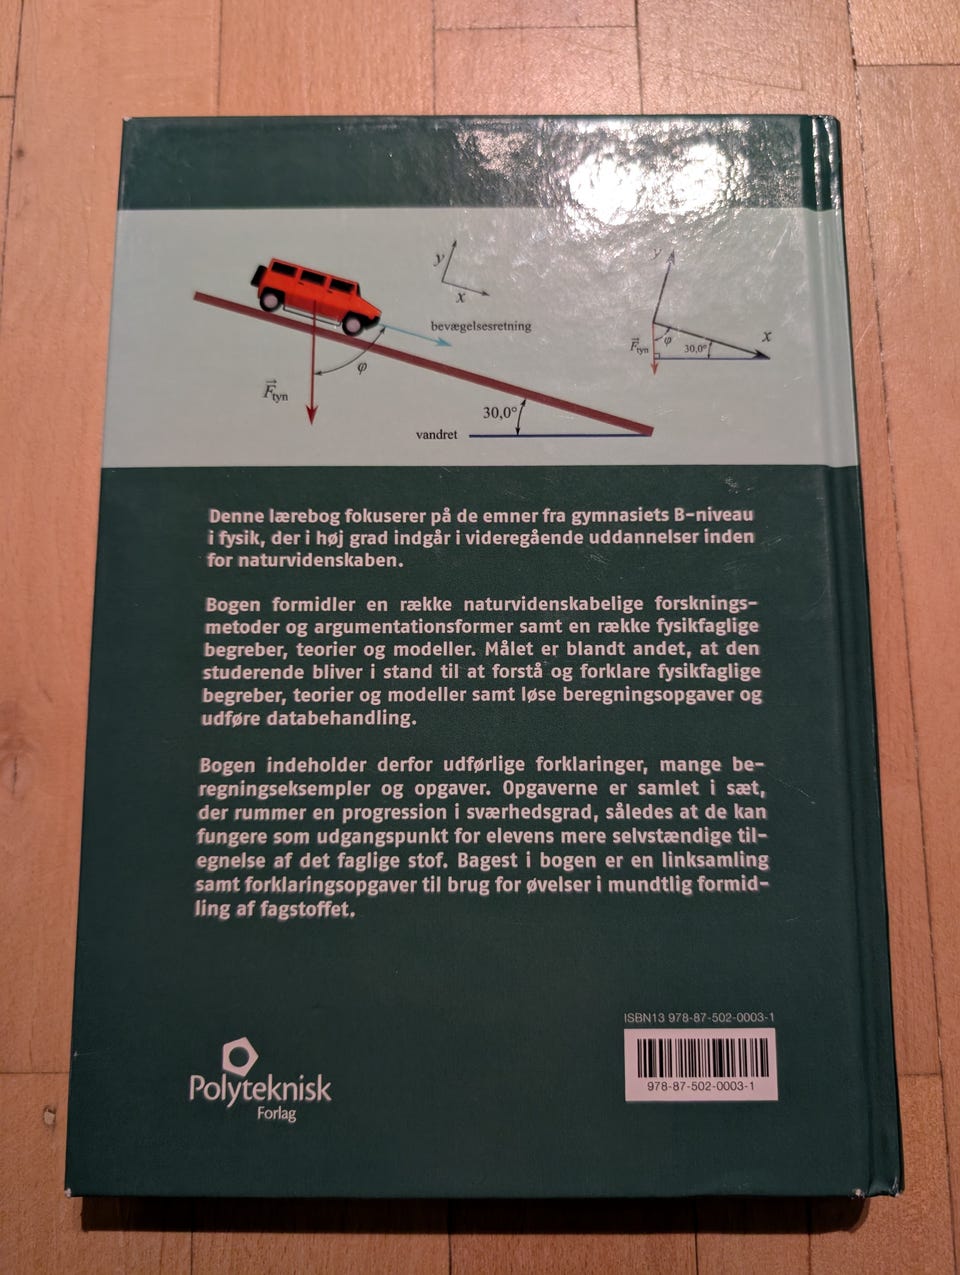 y
x
bevægelsesretning
φ
F⃗tyn
30,0°
vandret
y
x
F⃗tyn
φ
30,0°
Denne lærebog fokuserer på de emner fra gymnasiets B-niveau
i fysik, der i høj grad indgår i videregående uddannelser inden
for naturvidenskaben.
Bogen formidler en række naturvidenskabelige forsknings-
metoder og argumentationsformer samt en række fysikfaglige
begreber, teorier og modeller. Målet er blandt andet, at den
studerende bliver i stand til at forstå og forklare fysikfaglige
begreber, teorier og modeller samt løse beregningsopgaver og
udføre databehandling.
Bogen indeholder derfor udførlige forklaringer, mange be-
regningseksempler og opgaver. Opgaverne er samlet i sæt,
der rummer en progression i sværhedsgrad, således at de kan
fungere som udgangspunkt for elevens mere selvstændige til-
egnelse af det faglige stof. Bagest i bogen er en linksamling
samt forklaringsopgaver til brug for øvelser i mundtlig formid-
ling af fagstoffet.
ISBN13 978-87-502-0003-1
978-87-502-0003-1
Polyteknisk
Forlag